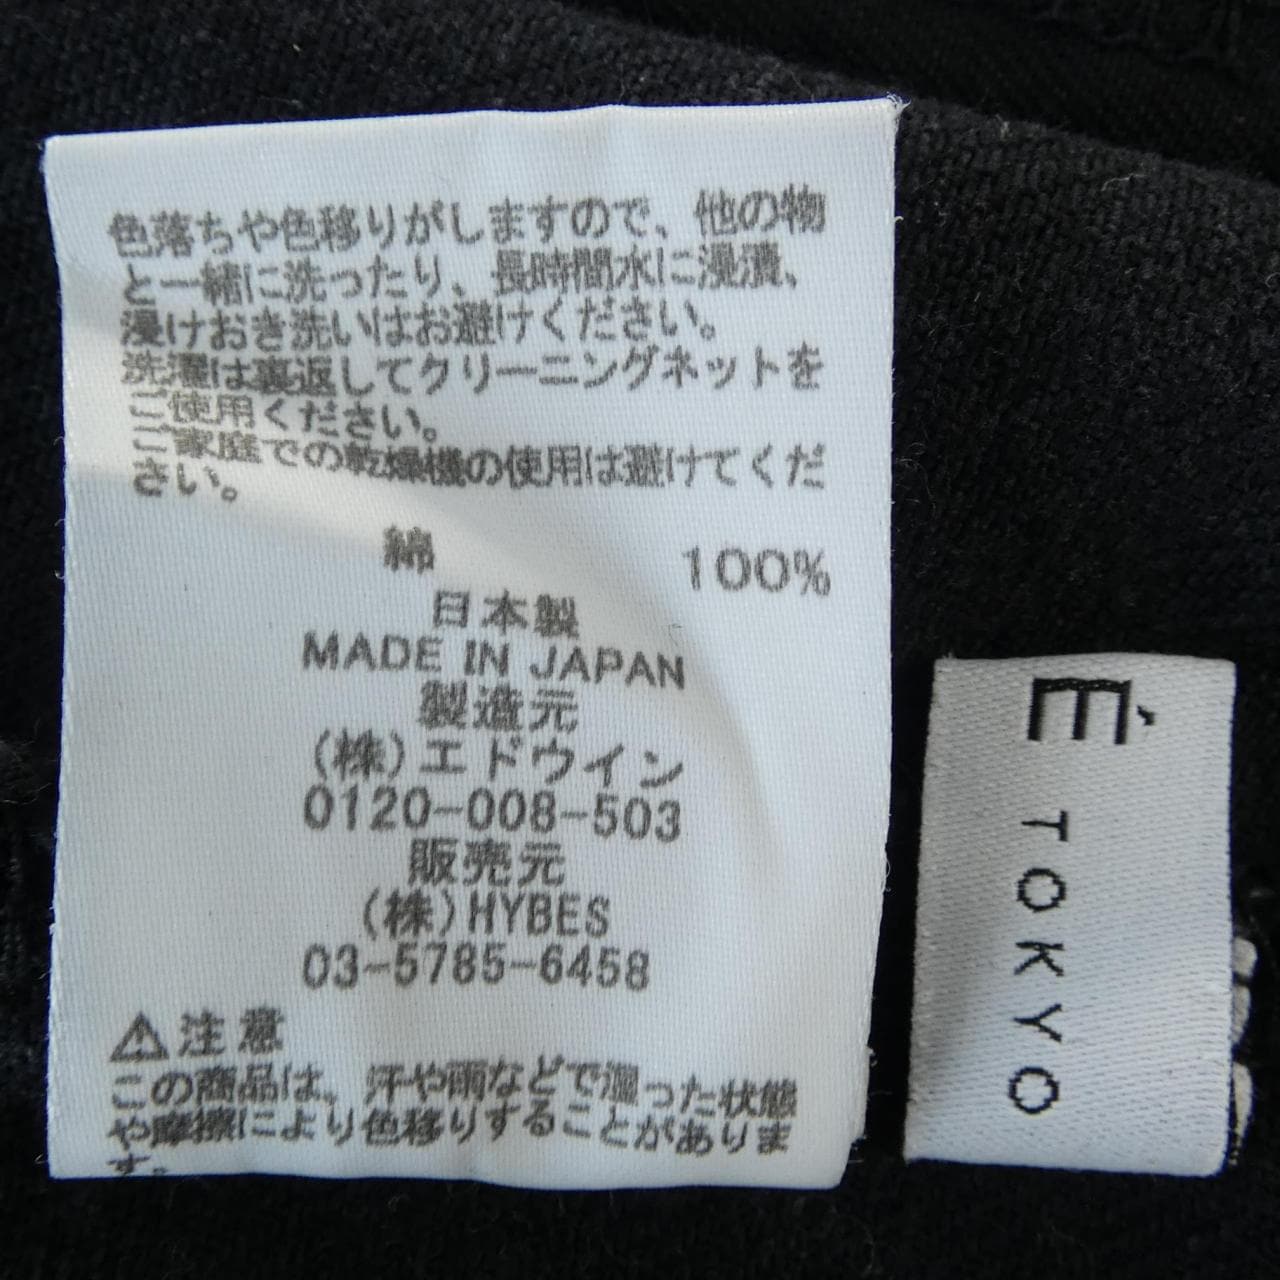 色落ちや色移りがしますので、他の物
と一緒に洗ったり、長時間水に浸漬、
浸けおき洗いはお避けください。
洗濯は裏返してクリーニングネットを
ご使用ください。
ご家庭での乾燥機の使用は避けてくだ
さい。
綿 100%
日本製
MADE IN JAPAN
製造元
(株)エドウイン
0120-008-503
販売元
(株)HYBES
03-5785-6458
⚠注意
この商品は、汗や雨などで湿った状態
や摩擦により色移りすることがありま
す。
É TOKYO